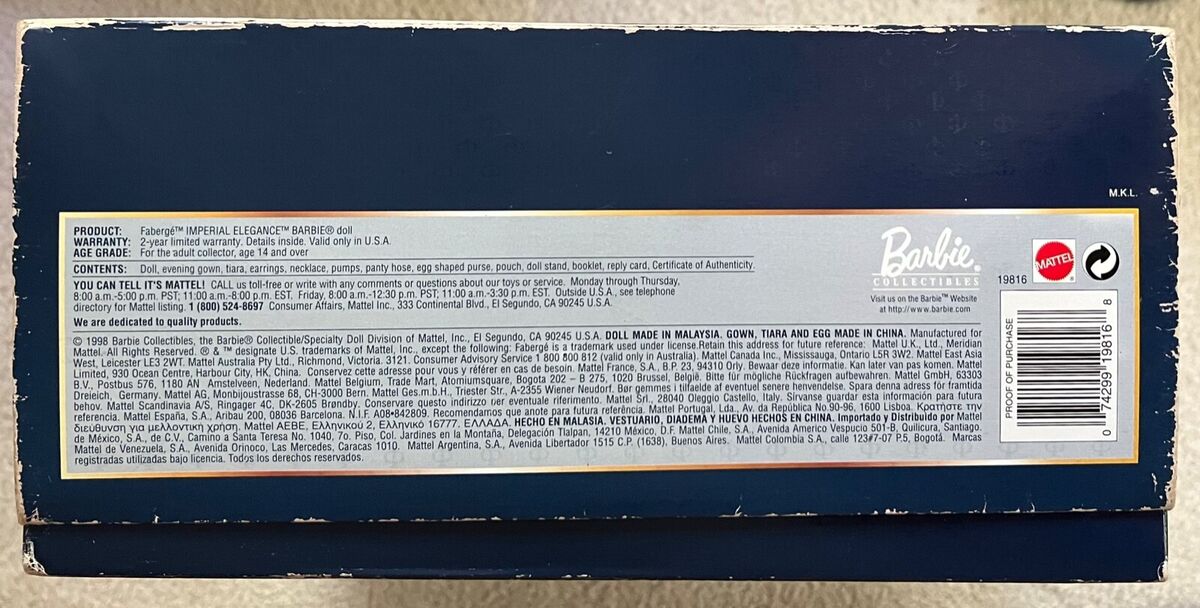 M.K.L.
PRODUCT: Fabergé™ IMPERIAL ELEGANCE™ BARBIE® doll
WARRANTY: 2-year limited warranty. Details inside. Valid only in U.S.A.
AGE GRADE: For the adult collector, age 14 and over
CONTENTS: Doll, evening gown, tiara, earrings, necklace, pumps, panty hose, egg shaped purse, pouch, doll stand, booklet, reply card, Certificate of Authenticity.
YOU CAN TELL IT'S MATTEL! CALL us toll-free or write with any comments or questions about our toys or service. Monday through Thursday,
8:00 a.m.-5:00 p.m. PST; 11:00 a.m.-8:00 p.m. EST. Friday, 8:00 a.m.-12:30 p.m. PST; 11:00 a.m.-3:30 p.m. EST. Outside U.S.A., see telephone
directory for Mattel listing. 1 (800) 524-8697 Consumer Affairs, Mattel, Inc., 333 Continental Blvd., El Segundo, CA 90245 U.S.A.
We are dedicated to quality products.
© 1998 Barbie Collectibles, the Barbie® Collectible/Specialty Doll Division of Mattel, Inc., El Segundo, CA 90245 U.S.A. DOLL MADE IN MALAYSIA. GOWN, TIARA AND EGG MADE IN CHINA. Manufactured for
Mattel. All Rights Reserved. ® & ™ designate U.S. trademarks of Mattel, Inc., except the following: Fabergé is a trademark used under license.Retain this address for future reference: Mattel U.K., Ltd., Meridian
West, Leicester LE3 2WT. Mattel Australia Pty Ltd., Richmond, Victoria. 3121. Consumer Advisory Service 1 800 800 812 (valid only in Australia). Mattel Canada Inc., Mississauga, Ontario L5R 3W2. Mattel East Asia
Limited, 930 Ocean Centre, Harbour City, HK, China. Conservez cette adresse pour vous y référer en cas de besoin. Mattel France, S.A., B.P. 23, 94310 Orly. Bewaar deze informatie. Kan later van pas komen. Mattel
B.V., Postbus 576, 1180 AN Amstelveen, Nederland. Mattel Belgium, Trade Mart, Atomiumsquare, Bogota 202 – B 275, 1020 Brussel, België. Bitte für mögliche Rückfragen aufbewahren. Mattel GmbH, 63303
Dreieich, Germany. Mattel AG, Monbijoustrasse 68, CH-3000 Bern. Mattel Ges.m.b.H., Triester Str., A-2355 Wiener Neudorf. Bør gemmes i tilfælde af eventuel senere henvendelse. Spara denna adress för framtida
behov. Mattel Scandinavia A/S, Ringager 4C, DK-2605 Brøndby. Conservare questo indirizzo per eventuale riferimento. Mattel Srl., 28040 Oleggio Castello, Italy. Sírvanse guardar esta información para futura
referencia. Mattel España, S.A., Aribau 200, 08036 Barcelona. N.I.F. A08•842809. Recomendamos que anote para futura referência. Mattel Portugal, Lda., Av. da República No.90-96, 1600 Lisboa. Κρατήστε την
διεύθυνση για μελλοντική χρήση. Mattel AEBE, Ελληνικού 2, Ελληνικό 16777, ΕΛΛΑΔΑ. HECHO EN MALASIA. VESTUARIO, DIADEMA Y HUEVO HECHOS EN CHINA. Importado y Distribuido por Mattel
de México, S.A., de C.V., Camino a Santa Teresa No. 1040, 7o. Piso, Col. Jardines en la Montaña, Delegación Tlalpan, 14210 México, D.F. Mattel Chile, S.A., Avenida Americo Vespucio 501-B, Quilicura, Santiago.
Mattel de Venezuela, S.A., Avenida Orinoco, Las Mercedes, Caracas 1010. Mattel Argentina, S.A., Avenida Libertador 1515 C.P. (1638), Buenos Aires. Mattel Colombia S.A., calle 123#7-07 P.5, Bogotá. Marcas
registradas utilizadas bajo licencia. Todos los derechos reservados.
Barbie®
COLLECTIBLES
Visit us on the Barbie™ Website
at http://www.barbie.com
19816
MATTEL
PROOF OF PURCHASE
0 74299 19816 8